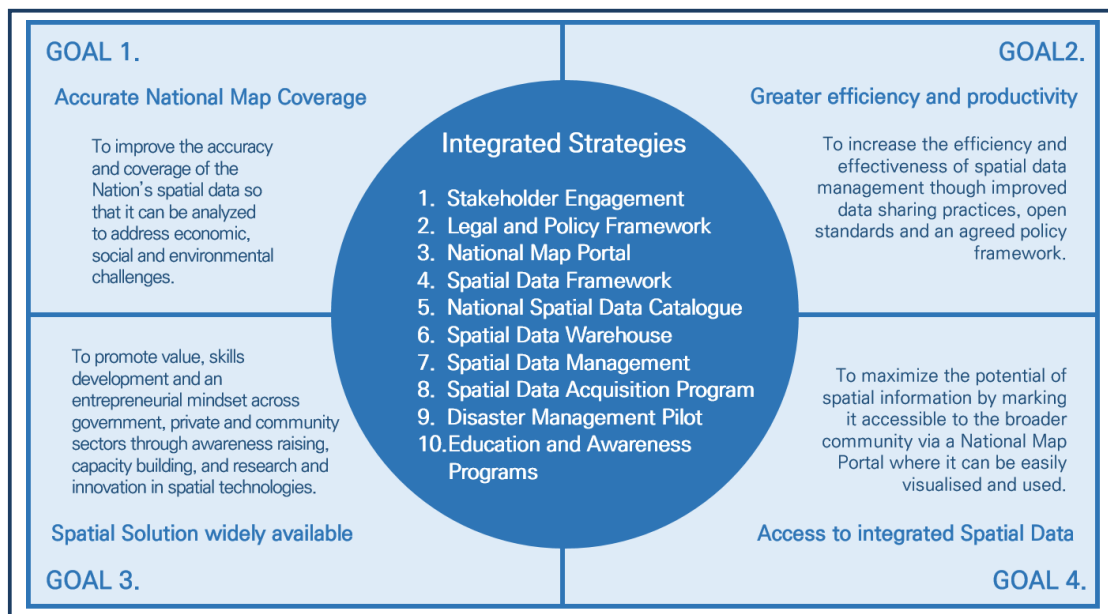 GOAL 1.
Accurate National Map Coverage
To improve the accuracy
and coverage of the
Nation's spatial data so
that it can be analyzed
to address economic,
social and environmental
challenges.
GOAL2.
Greater efficiency and productivity
To increase the efficiency and
effectiveness of spatial data
management though improved
data sharing practices, open
standards and an agreed policy
framework.
Integrated Strategies
1. Stakeholder Engagement
2. Legal and Policy Framework
3. National Map Portal
4. Spatial Data Framework
5. National Spatial Data Catalogue
6. Spatial Data Warehouse
7. Spatial Data Management
8. Spatial Data Acquisition Program
9. Disaster Management Pilot
10.Education and Awareness
Programs
To promote value, skills
development and an
entrepreneurial mindset across
government, private and community
sectors through awareness raising,
capacity building, and research and
innovation in spatial technologies.
Spatial Solution widely available
GOAL 3.
To maximize the potential of
spatial information by marking
it accessible to the broader
community via a National Map
Portal where it can be easily
visualised and used.
Access to integrated Spatial Data
GOAL 4.